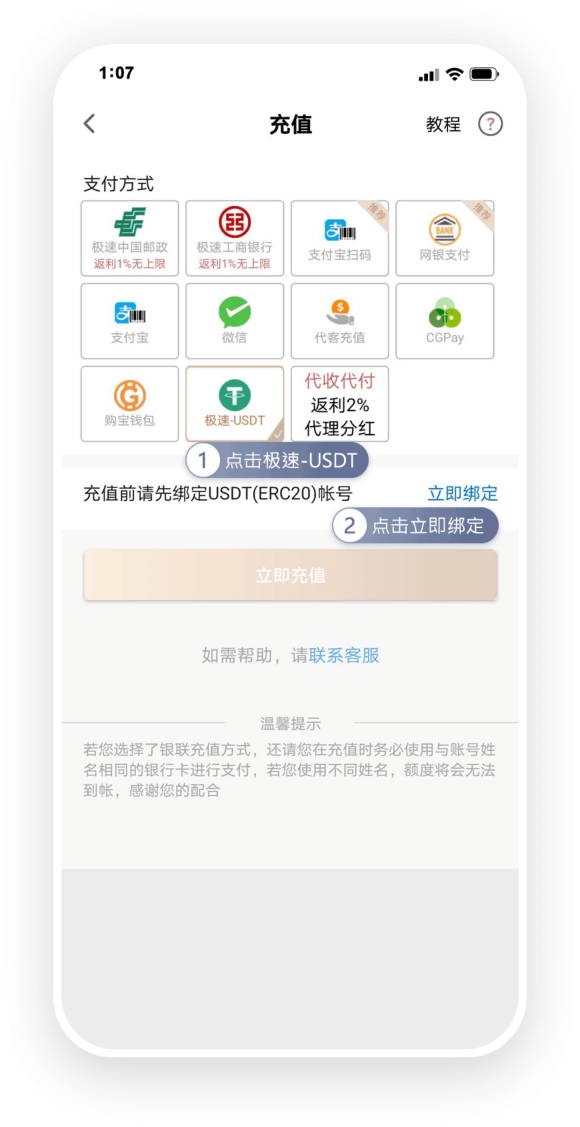 1:07
充值
教程
?
支付方式
极速中国邮政
返利1%无上限
极速工商银行
返利1%无上限
推荐
支付宝扫码
推荐
BANK
网银支付
支付宝
微信
代客充值
CGPay
购宝钱包
极速-USDT
代收代付
返利2%
代理分红
1 点击极速-USDT
充值前请先绑定USDT(ERC20)帐号
立即绑定
2 点击立即绑定
立即充值
如需帮助，请联系客服
温馨提示
若您选择了银联充值方式，还请您在充值时务必使用与账号姓
名相同的银行卡进行支付，若您使用不同姓名，额度将会无法
到帐，感谢您的配合